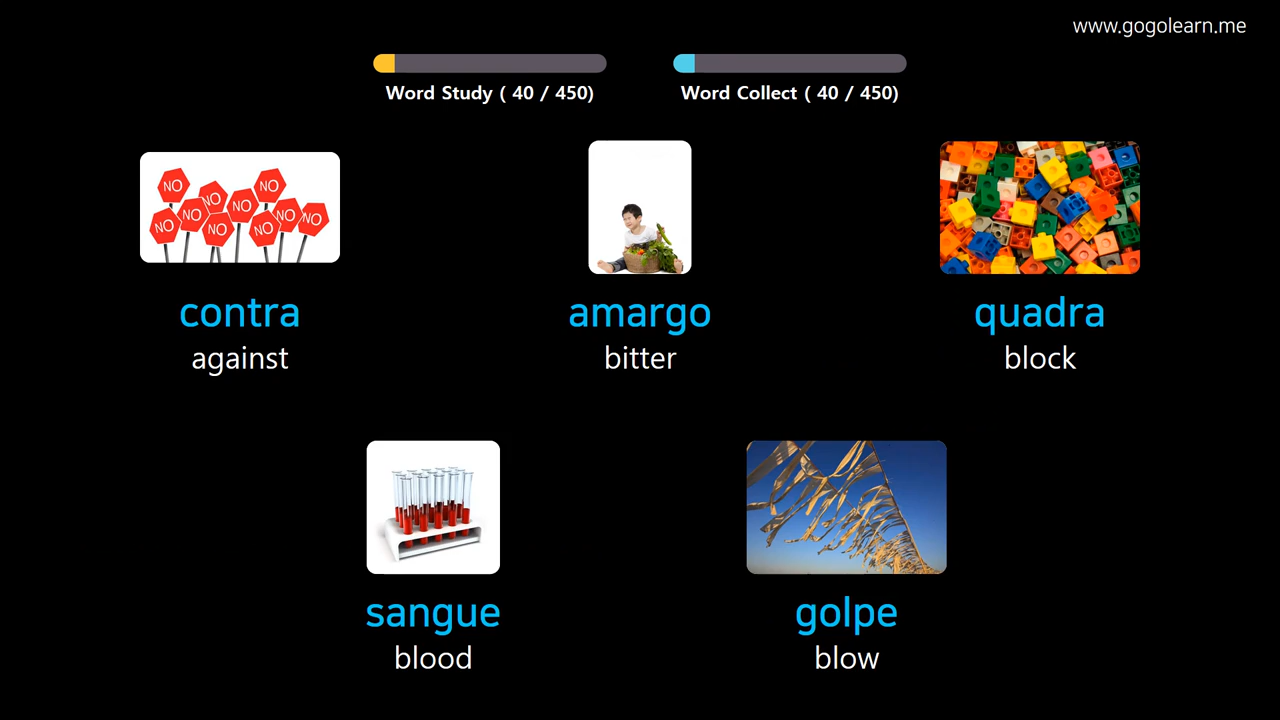 www.gogolearn.me
Word Study ( 40 / 450)
Word Collect ( 40 / 450)
NO NO NO NO NO NO NO NO NO NO
contra
against
amargo
bitter
quadra
block
sangue
blood
golpe
blow